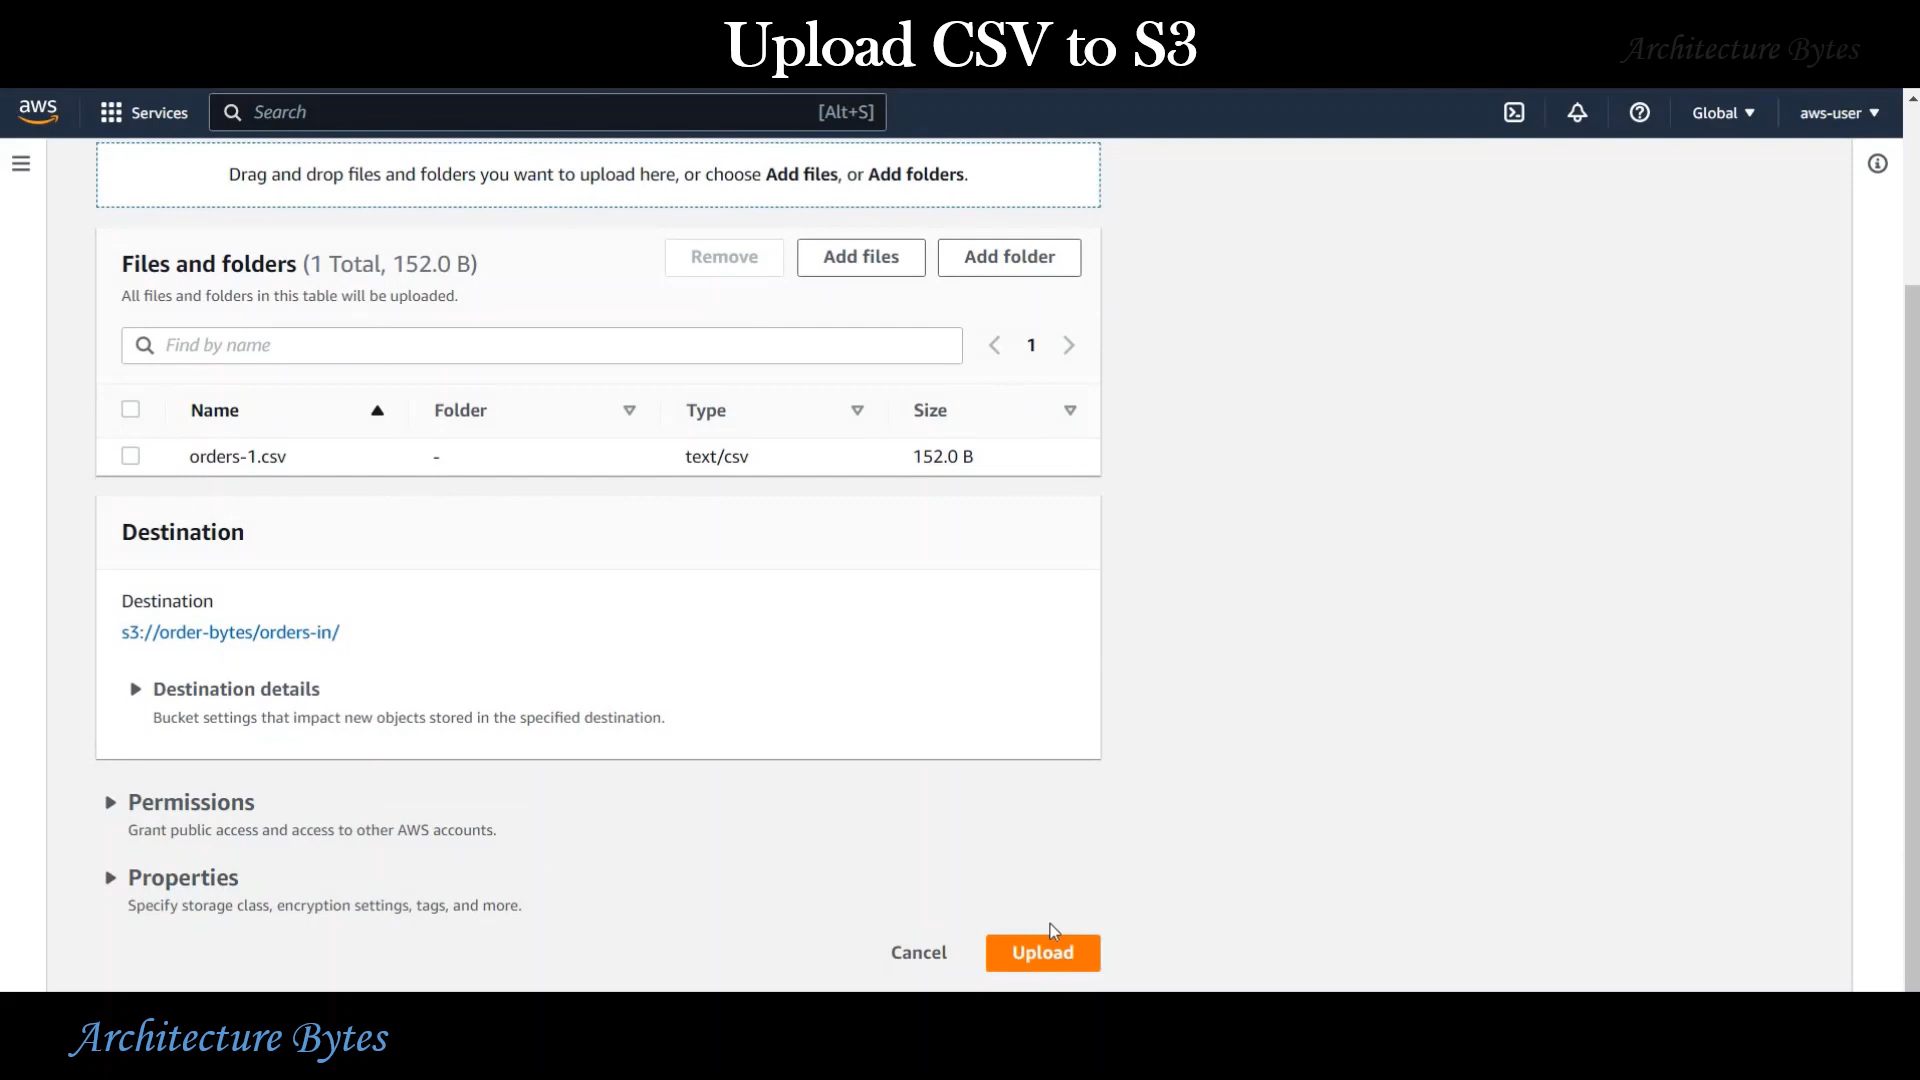 Upload CSV to S3
Architecture Bytes
aws
Services
Search
[Alt+S]
Global
aws-user
Drag and drop files and folders you want to upload here, or choose Add files, or Add folders.
Files and folders (1 Total, 152.0 B)
Remove
Add files
Add folder
All files and folders in this table will be uploaded.
Find by name
1
Name
Folder
Type
Size
orders-1.csv
-
text/csv
152.0 B
Destination
Destination
s3://order-bytes/orders-in/
Destination details
Bucket settings that impact new objects stored in the specified destination.
Permissions
Grant public access and access to other AWS accounts.
Properties
Specify storage class, encryption settings, tags, and more.
Cancel
Upload
Architecture Bytes